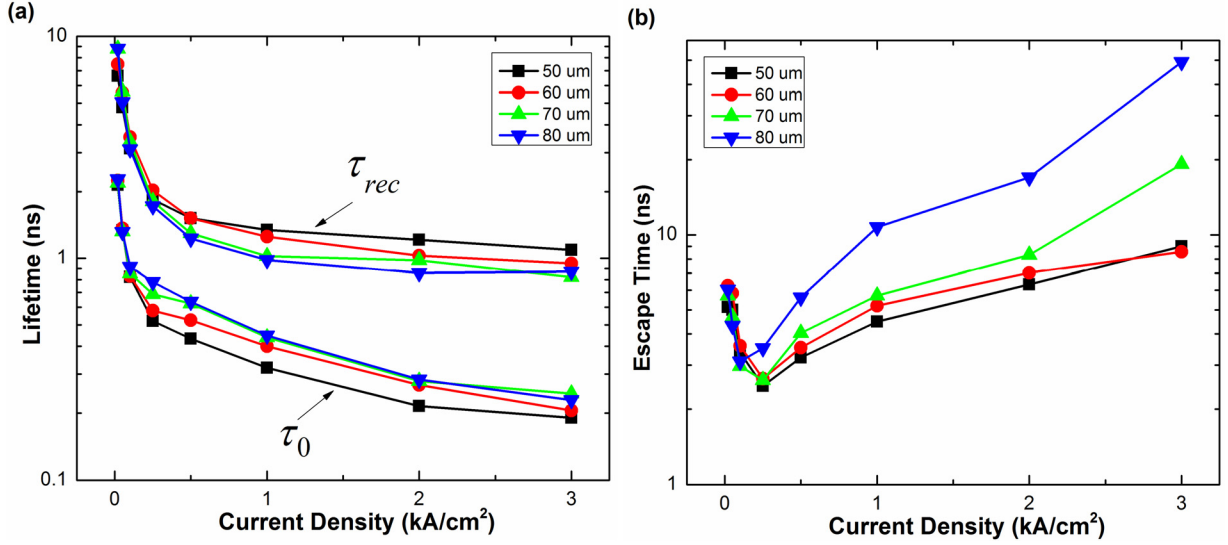 (a)
10
1
0.1
Lifetime (ns)
50 um
60 um
70 um
80 um
τrec
τ0
0
1
2
3
Current Density (kA/cm²)
(b)
10
1
Escape Time (ns)
50 um
60 um
70 um
80 um
0
1
2
3
Current Density (kA/cm²)